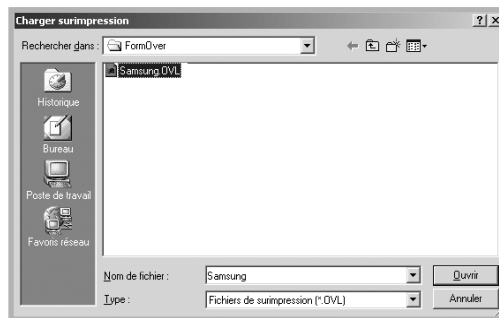 Charger surimpression
Rechercher dans : FormOver
Samsung.OVL
Historique
Bureau
Poste de travail
Favoris réseau
Nom de fichier : Samsung Ouvrir
Type : Fichiers de surimpression (*.OVL) Annuler